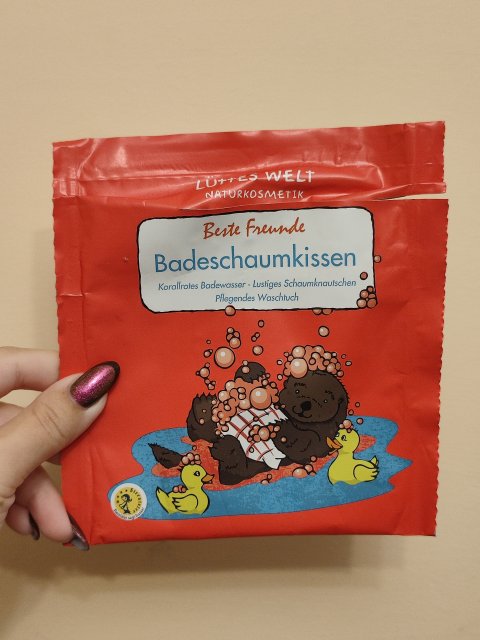 LÜTTES WELT
NATURKOSMETIK
Beste Freunde
Badeschaumkissen
Korallrotes Badewasser - Lustiges Schaumknautschen
Pflegendes Waschtuch